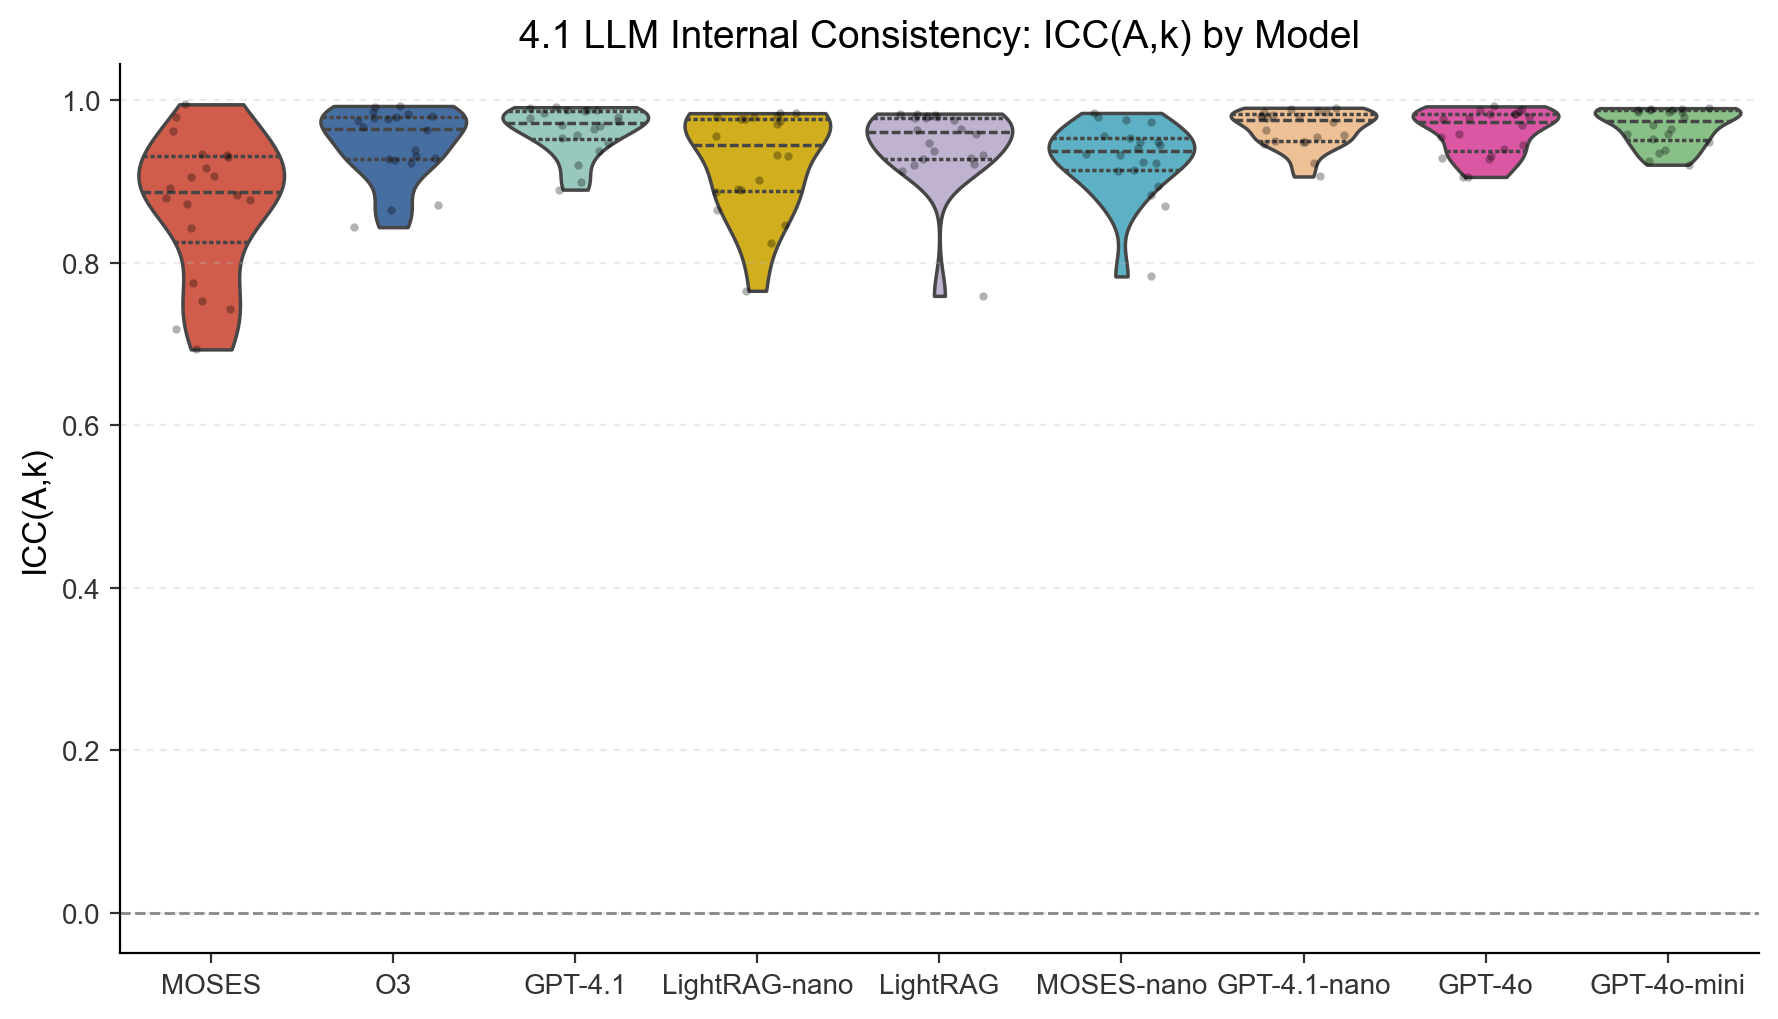 4.1 LLM Internal Consistency: ICC(A,k) by Model
ICC(A,k)
1.0
0.8
0.6
0.4
0.2
0.0
MOSES
O3
GPT-4.1
LightRAG-nano
LightRAG
MOSES-nano
GPT-4.1-nano
GPT-4o
GPT-4o-mini